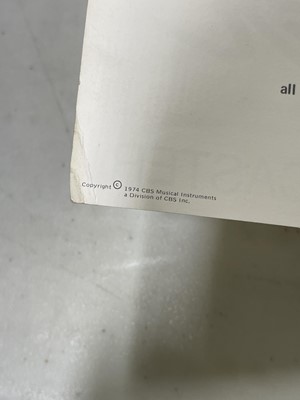 all
Copyright © 1974 CBS Musical Instruments
a Division of CBS Inc.